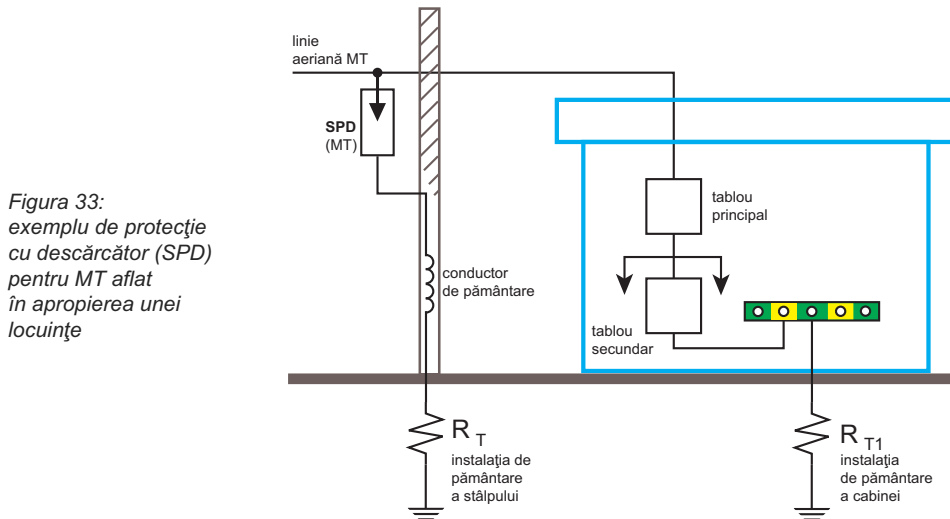 linie
aeriană MT
SPD
(MT)
Figura 33:
exemplu de protecţie
cu descărcător (SPD)
pentru MT aflat
în apropierea unei
locuinţe
tablou
principal
conductor
de pământare
tablou
secundar
R T
instalaţia de
pământare
a stâlpului
R T1
instalaţia
de pământare
a cabinei